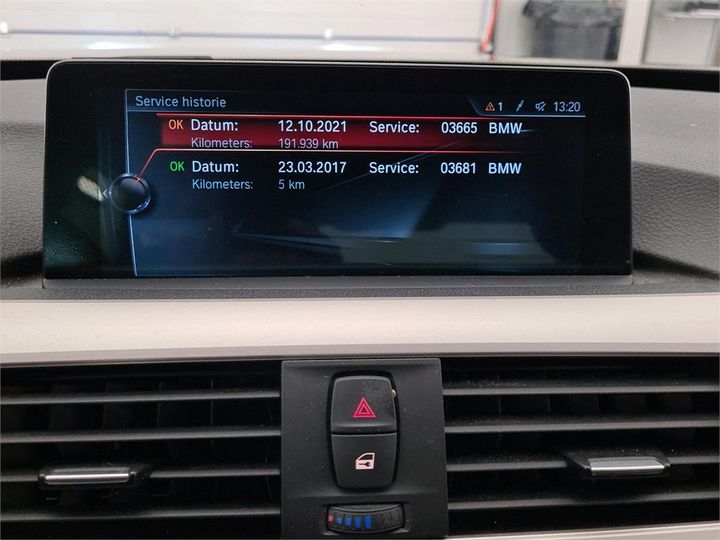 Service historie 1 13:20
OK Datum: 12.10.2021 Service: 03665 BMW
Kilometers: 191.939 km
OK Datum: 23.03.2017 Service: 03681 BMW
Kilometers: 5 km